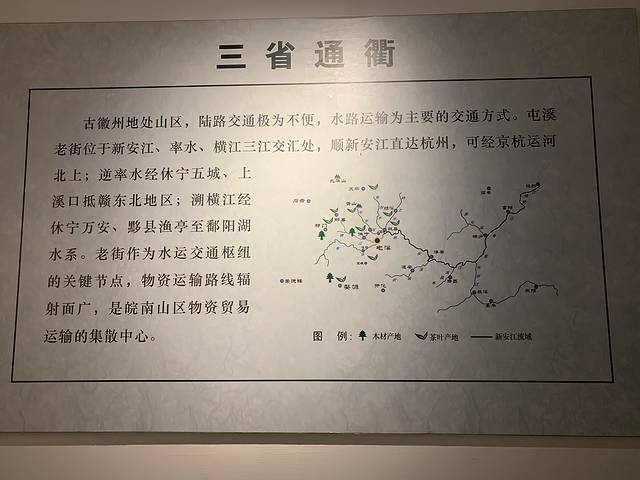 三省通衢
古徽州地处山区，陆路交通极为不便，水路运输为主要的交通方式。屯溪
老街位于新安江、率水、横江三江交汇处，顺新安江直达杭州，可经京杭运河
北上；逆率水经休宁五城、上
溪口抵赣东北地区；溯横江经
休宁万安、黟县渔亭至鄱阳湖
水系。老街作为水运交通枢纽
的关键节点，物资运输路线辐
射面广，是皖南山区物资贸易
运输的集散中心。
屯溪
婺源
景德镇
图 例：木材产地 茶叶产地 新安江流域